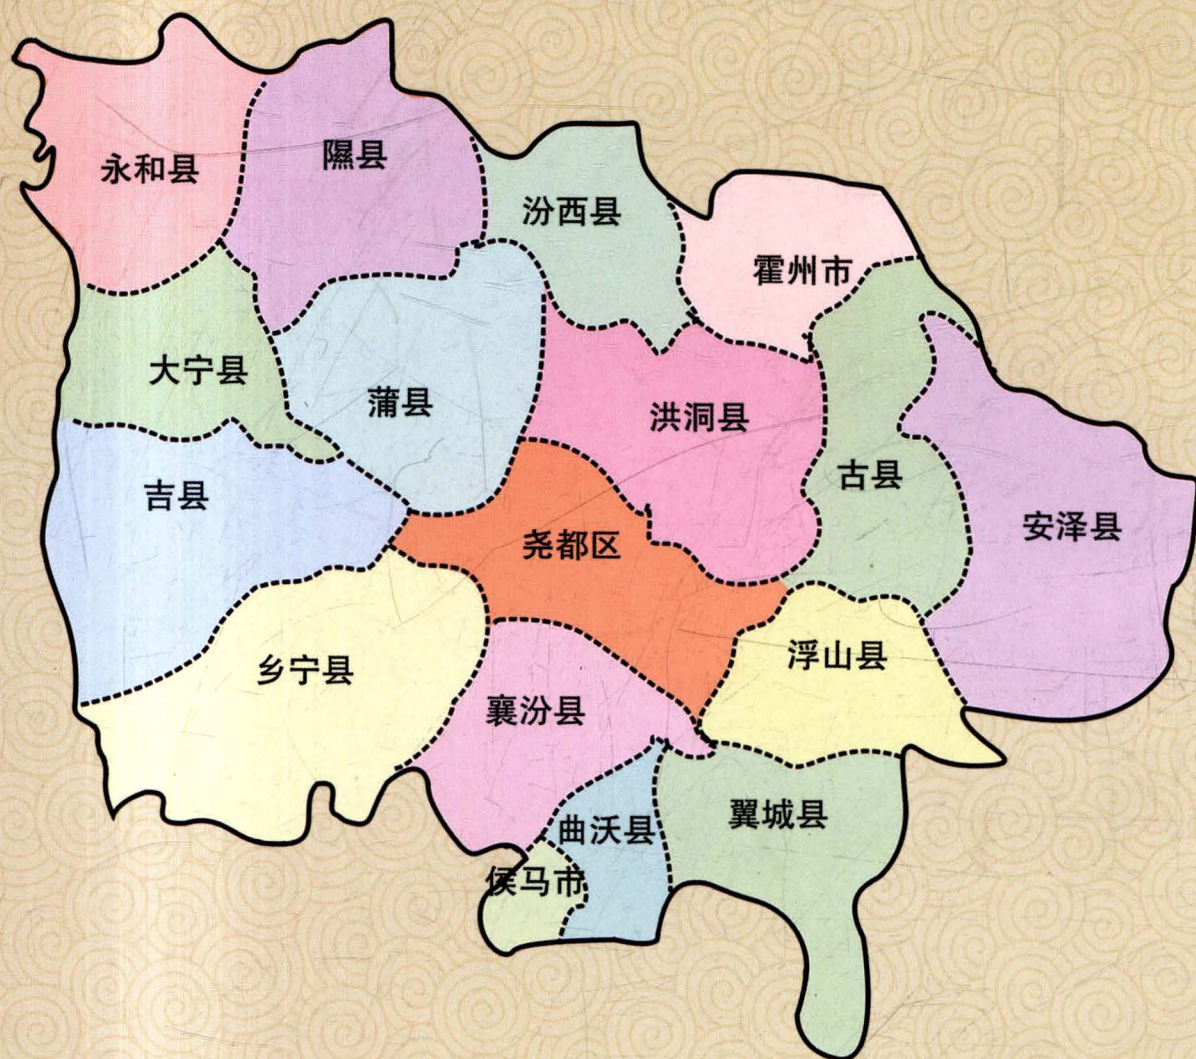 永和县
隰县
汾西县
霍州市
大宁县
蒲县
洪洞县
古县
吉县
安泽县
尧都区
乡宁县
浮山县
襄汾县
曲沃县
翼城县
侯马市